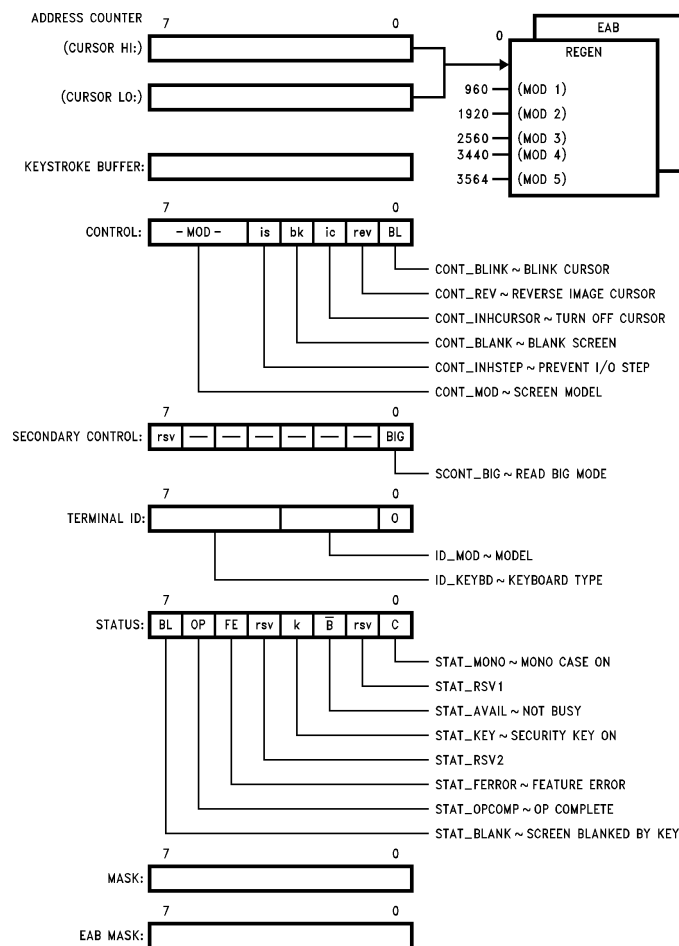 ADDRESS COUNTER 7 0
(CURSOR HI:)
(CURSOR LO:)
0 EAB
REGEN
960 (MOD 1)
1920 (MOD 2)
2560 (MOD 3)
3440 (MOD 4)
3564 (MOD 5)
KEYSTROKE BUFFER:
7 0
CONTROL: – MOD – is bk ic rev BL
CONT_BLINK ~ BLINK CURSOR
CONT_REV ~ REVERSE IMAGE CURSOR
CONT_INHCURSOR ~ TURN OFF CURSOR
CONT_BLANK ~ BLANK SCREEN
CONT_INHSTEP ~ PREVENT I/O STEP
CONT_MOD ~ SCREEN MODEL
7 0
SECONDARY CONTROL: rsv — — — — — — BIG
SCONT_BIG ~ READ BIG MODE
7 0
TERMINAL ID: 0
ID_MOD ~ MODEL
ID_KEYBD ~ KEYBOARD TYPE
7 0
STATUS: BL OP FE rsv k B̅ rsv C
STAT_MONO ~ MONO CASE ON
STAT_RSV1
STAT_AVAIL ~ NOT BUSY
STAT_KEY ~ SECURITY KEY ON
STAT_RSV2
STAT_FERROR ~ FEATURE ERROR
STAT_OPCOMP ~ OP COMPLETE
STAT_BLANK ~ SCREEN BLANKED BY KEY
7 0
MASK:
7 0
EAB MASK: